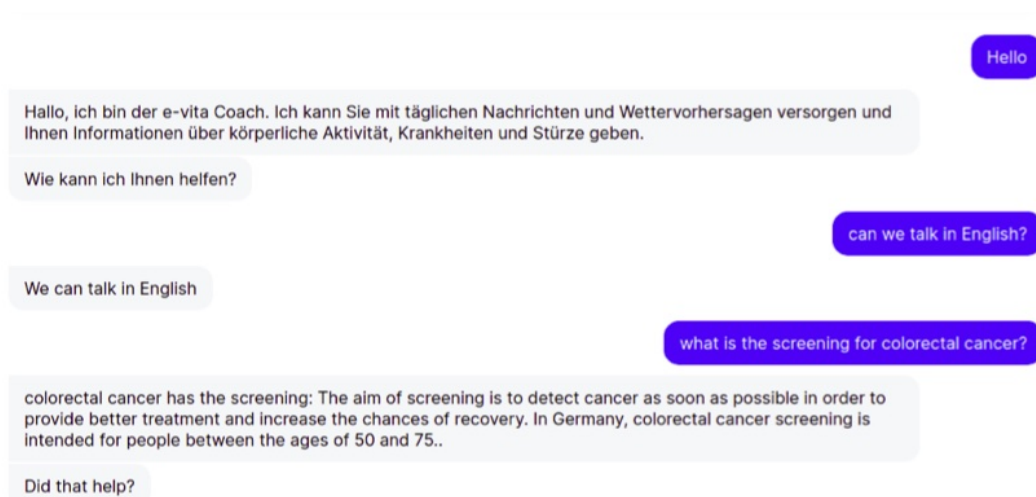 Hello
Hallo, ich bin der e-vita Coach. Ich kann Sie mit täglichen Nachrichten und Wettervorhersagen versorgen und
Ihnen Informationen über körperliche Aktivität, Krankheiten und Stürze geben.
Wie kann ich Ihnen helfen?
can we talk in English?
We can talk in English
what is the screening for colorectal cancer?
colorectal cancer has the screening: The aim of screening is to detect cancer as soon as possible in order to
provide better treatment and increase the chances of recovery. In Germany, colorectal cancer screening is
intended for people between the ages of 50 and 75..
Did that help?